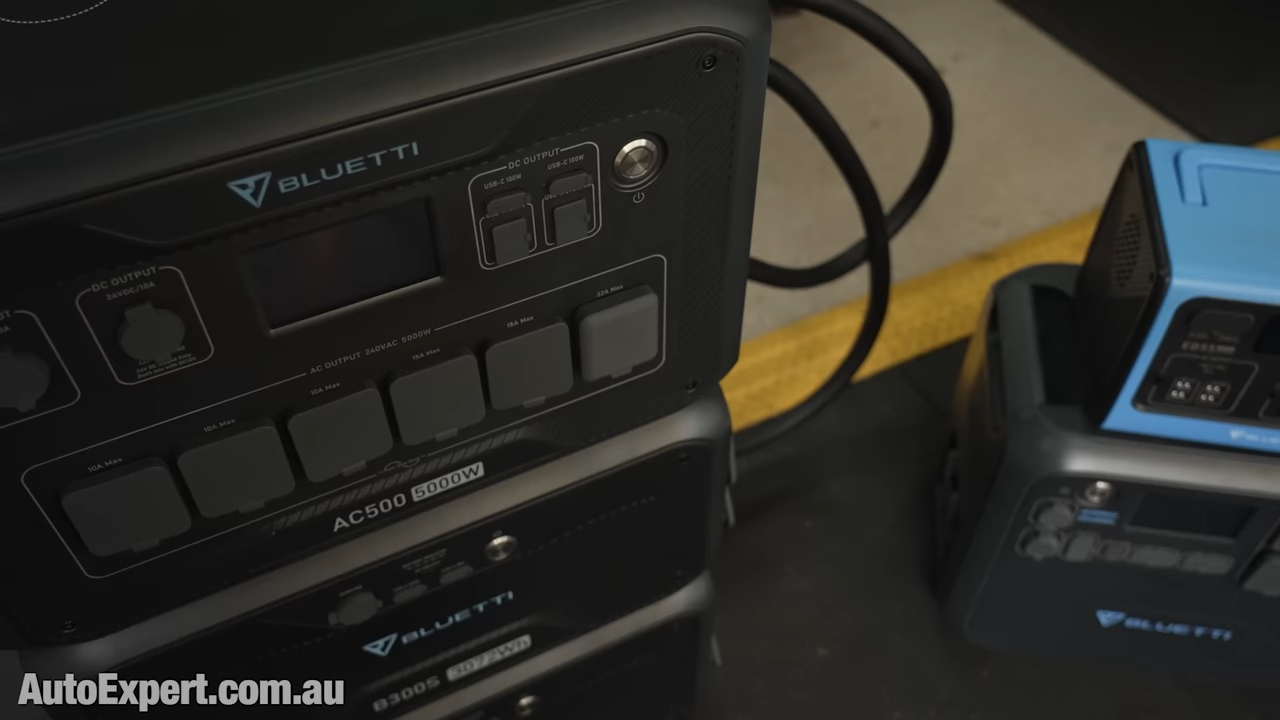 BLUETTI
DC OUTPUT
USB-C 100W
USB-C 100W
DC OUTPUT
24VDC/10A
AC OUTPUT 240VAC 5000W
10A Max
10A Max
10A Max
15A Max
15A Max
32A Max
AC500 5000W
BLUETTI
B300S 3072Wh
BLUETTI
AutoExpert.com.au